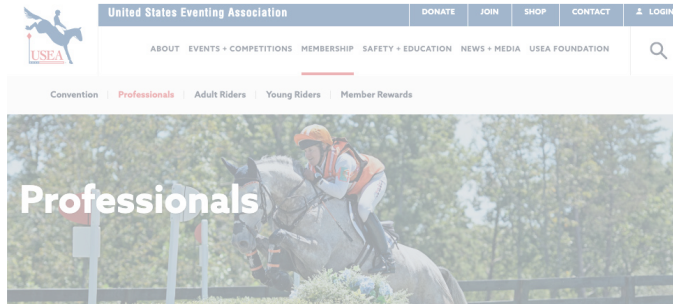 United States Eventing Association
DONATE JOIN SHOP CONTACT LOGIN
USEA
ABOUT EVENTS + COMPETITIONS MEMBERSHIP SAFETY + EDUCATION NEWS + MEDIA USEA FOUNDATION
Convention Professionals Adult Riders Young Riders Member Rewards
Professionals